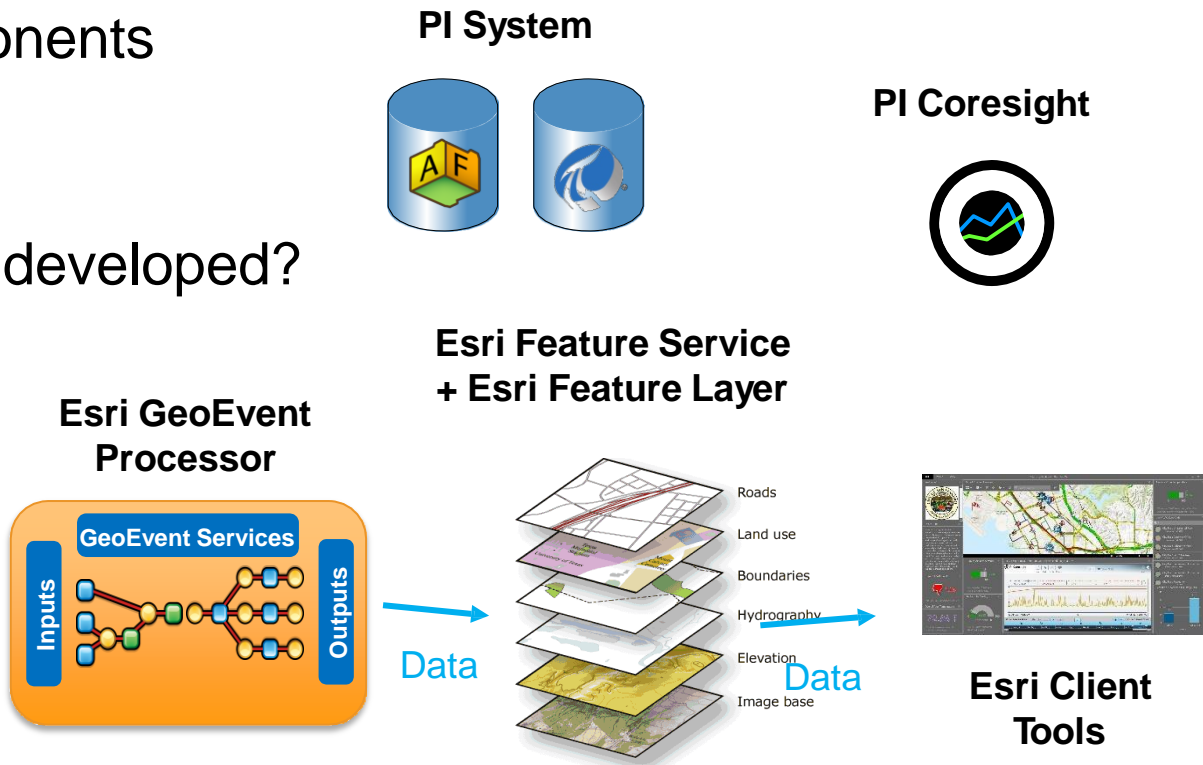 onents
PI System
PI Coresight
A F
developed?
Esri Feature Service
+ Esri Feature Layer
Esri GeoEvent
Processor
GeoEvent Services
Inputs
Outputs
Data
Roads
Land use
Boundaries
Hydrography
Elevation
Image base
Data
Esri Client
Tools